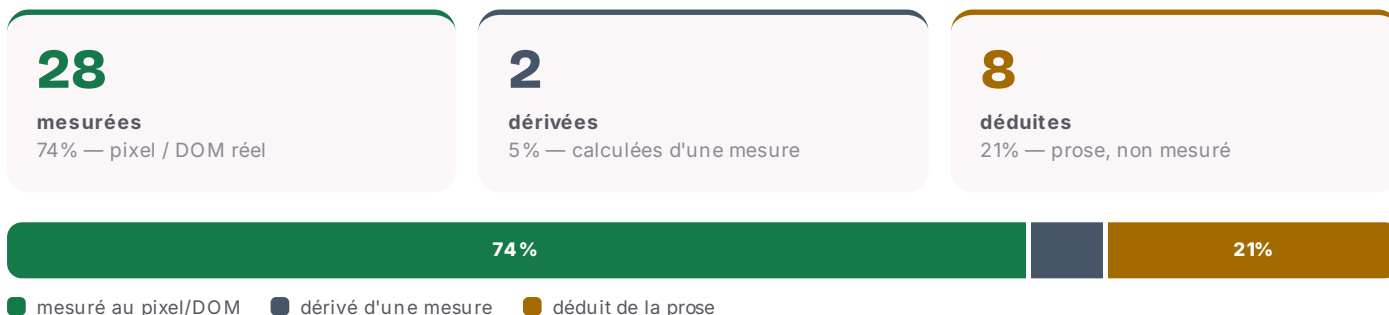 28
mesurées
74% — pixel / DOM réel
2
dérivées
5% — calculées d'une mesure
8
déduites
21% — prose, non mesuré
74%
21%
mesuré au pixel/DOM
dérivé d'une mesure
déduit de la prose